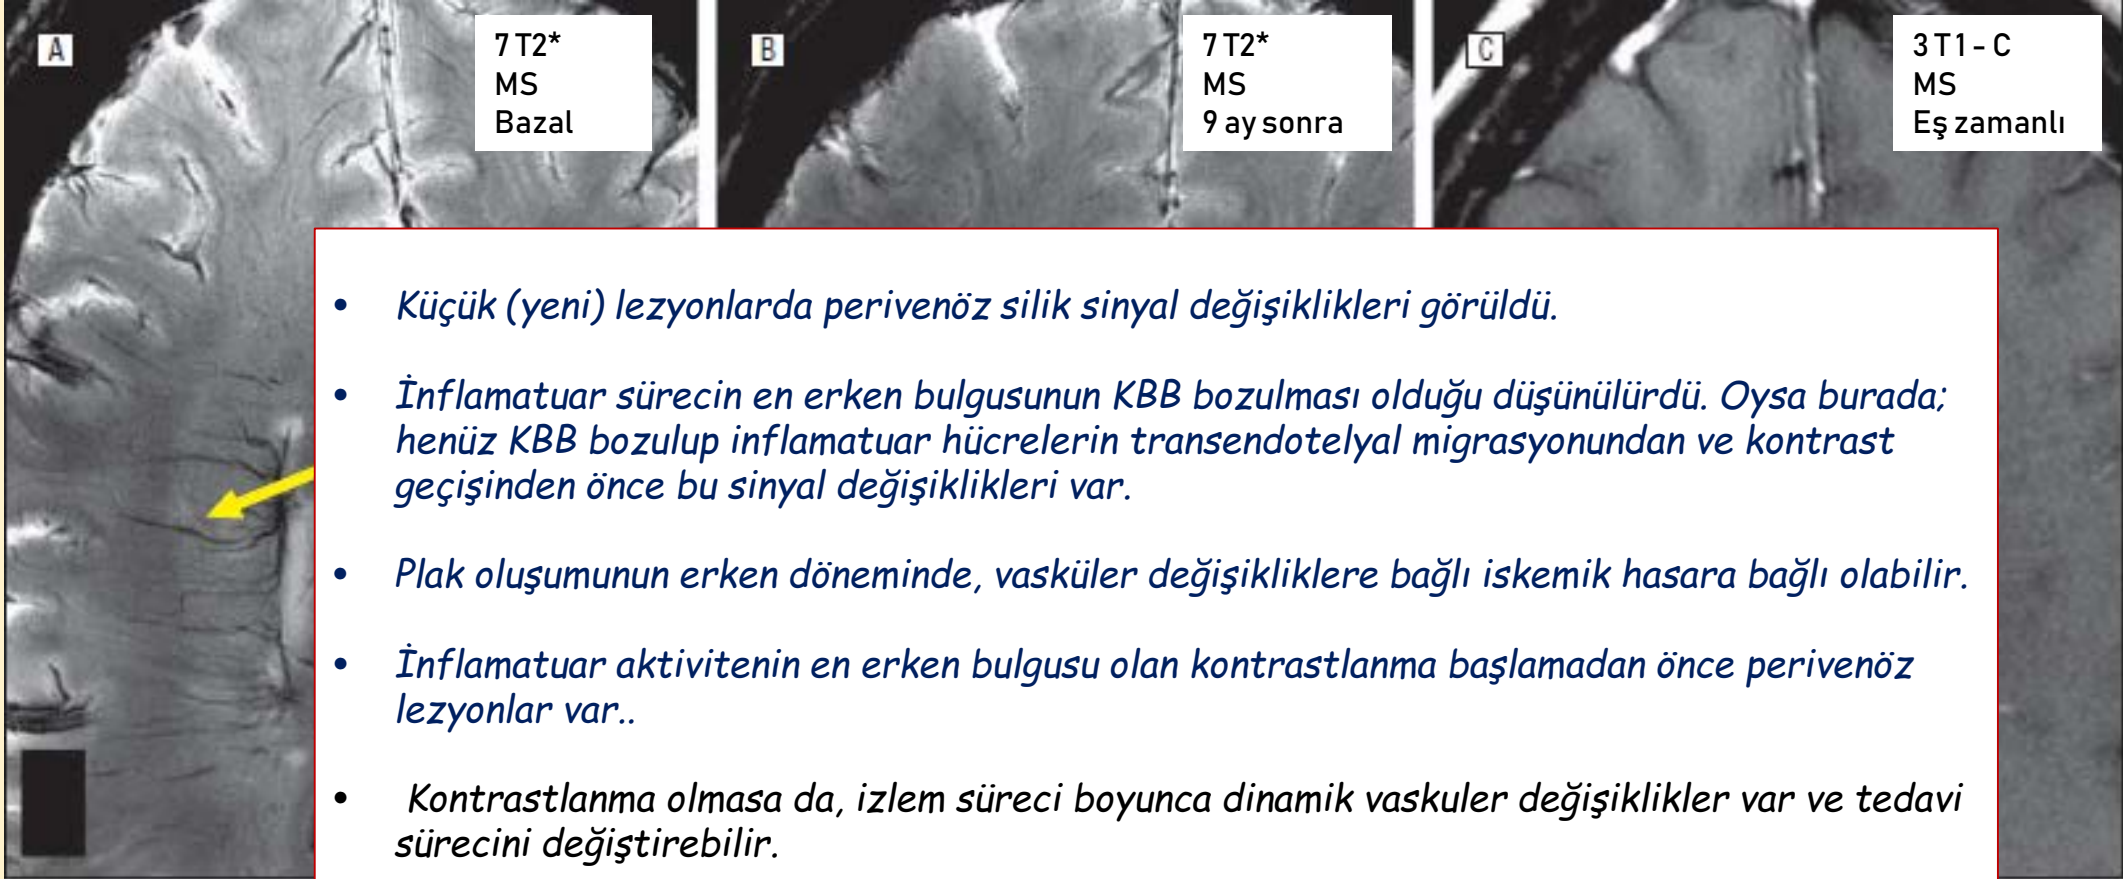 A
7 T2*
MS
Bazal
B
7 T2*
MS
9 ay sonra
C
3 T1 - C
MS
Eş zamanlı
• Küçük (yeni) lezyonlarda perivenöz silik sinyal değişiklikleri görüldü.
• İnflamatuar sürecin en erken bulgusunun KBB bozulması olduğu düşünülürdü. Oysa burada;
henüz KBB bozulup inflamatuar hücrelerin transendotelyal migrasyonundan ve kontrast
geçişinden önce bu sinyal değişiklikleri var.
• Plak oluşumunun erken döneminde, vasküler değişikliklere bağlı iskemik hasara bağlı olabilir.
• İnflamatuar aktivitenin en erken bulgusu olan kontrastlanma başlamadan önce perivenöz
lezyonlar var..
• Kontrastlanma olmasa da, izlem süreci boyunca dinamik vaskuler değişiklikler var ve tedavi
sürecini değiştirebilir.